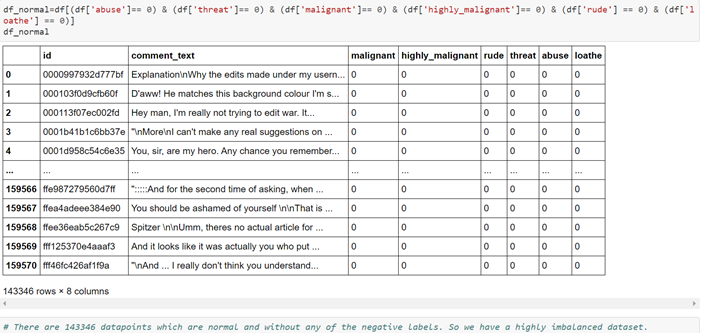 df_normal=df[(df['abuse']== 0) & (df['threat']== 0) & (df['malignant']== 0) & (df['highly_malignant']== 0) & (df['rude'] == 0) & (df['l
oathe'] == 0)]
df_normal
id comment_text malignant highly_malignant rude threat abuse loathe
0 0000997932d777bf Explanation\nWhy the edits made under my usern... 0 0 0 0 0 0
1 000103f0d9cfb60f D'aww! He matches this background colour I'm s... 0 0 0 0 0 0
2 000113f07ec002fd Hey man, I'm really not trying to edit war. It... 0 0 0 0 0 0
3 0001b41b1c6bb37e "\nMore\nI can't make any real suggestions on ... 0 0 0 0 0 0
4 0001d958c54c6e35 You, sir, are my hero. Any chance you remember... 0 0 0 0 0 0
... ... ... ... ... ... ... ... ...
159566 ffe987279560d7ff ":::::And for the second time of asking, when ... 0 0 0 0 0 0
159567 ffea4adeee384e90 You should be ashamed of yourself \n\nThat is ... 0 0 0 0 0 0
159568 ffee36eab5c267c9 Spitzer \n\nUmm, theres no actual article for ... 0 0 0 0 0 0
159569 fff125370e4aaaf3 And it looks like it was actually you who put ... 0 0 0 0 0 0
159570 fff46fc426af1f9a "\nAnd ... I really don't think you understand... 0 0 0 0 0 0
143346 rows × 8 columns
# There are 143346 datapoints which are normal and without any of the negative labels. So we have a highly imbalanced dataset.